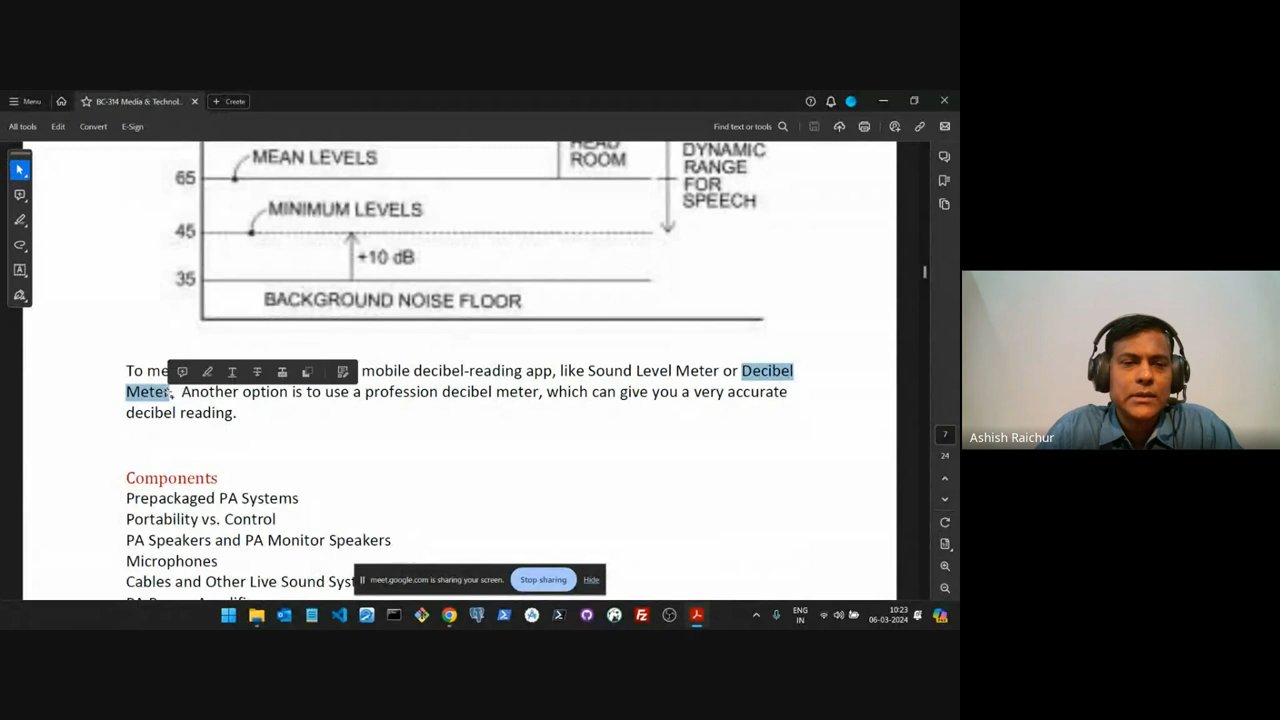 Menu
BC-314 Media & Technol..
Create
All tools
Edit
Convert
E-Sign
Find text or tools
MEAN LEVELS
HEAD
ROOM
DYNAMIC
RANGE
FOR
SPEECH
65
MINIMUM LEVELS
45
+10 dB
35
BACKGROUND NOISE FLOOR
To me mobile decibel-reading app, like Sound Level Meter or Decibel
Meter. Another option is to use a profession decibel meter, which can give you a very accurate
decibel reading.
Components
Prepackaged PA Systems
Portability vs. Control
PA Speakers and PA Monitor Speakers
Microphones
Cables and Other Live Sound Syst
meet.google.com is sharing your screen.
Stop sharing
Hide
7
24
Ashish Raichur
ENG
IN
10:23
06-03-2024